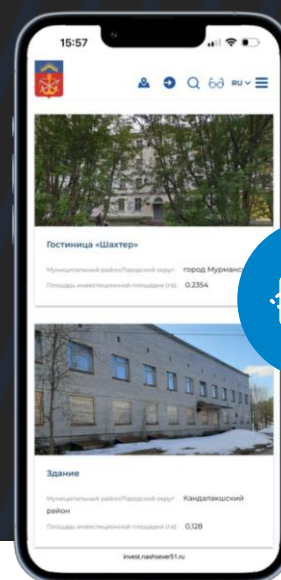 15:57
RU
Гостиница «Шахтер»
Муниципальный район/Городской округ город Мурманск
Площадь инвестиционной площадки (га) 0.2354
Здание
Муниципальный район/Городской округ Кандалакшский
район
Площадь инвестиционной площадки (га) 0,128
invest.nashsever51.ru